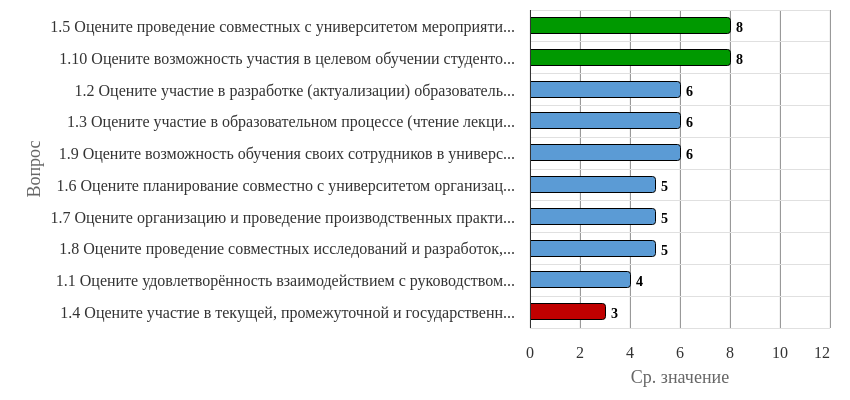 1.5 Оцените проведение совместных с университетом мероприяти... 8
1.10 Оцените возможность участия в целевом обучении студенто... 8
1.2 Оцените участие в разработке (актуализации) образователь... 6
1.3 Оцените участие в образовательном процессе (чтение лекци... 6
1.9 Оцените возможность обучения своих сотрудников в универс... 6
1.6 Оцените планирование совместно с университетом организац... 5
1.7 Оцените организацию и проведение производственных практи... 5
1.8 Оцените проведение совместных исследований и разработок,... 5
1.1 Оцените удовлетворённость взаимодействием с руководством... 4
1.4 Оцените участие в текущей, промежуточной и государственн... 3
Вопрос
0 2 4 6 8 10 12
Ср. значение